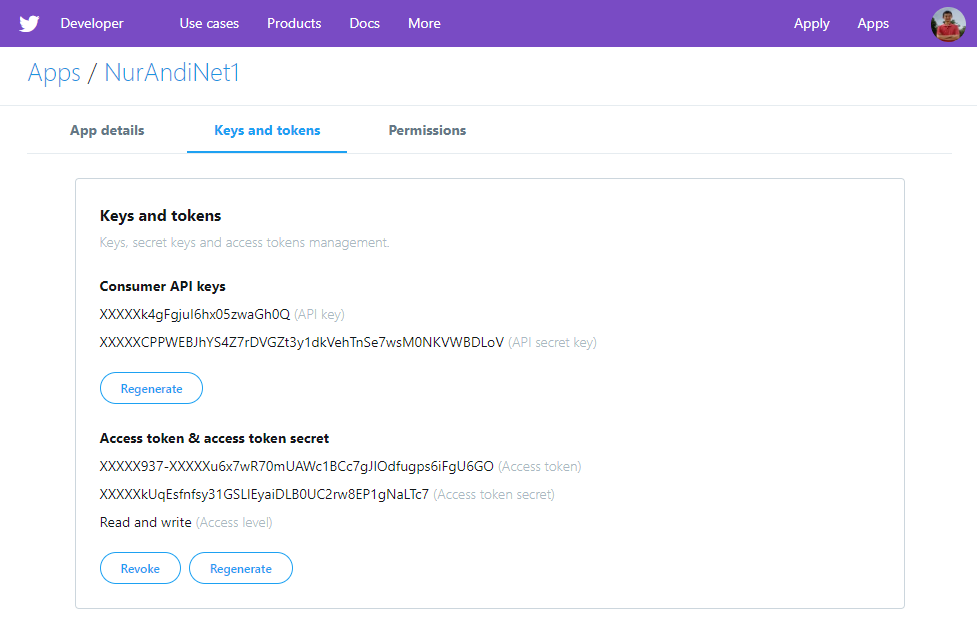 Developer Use cases Products Docs More Apply Apps
Apps / NurAndiNet1
App details Keys and tokens Permissions
Keys and tokens
Keys, secret keys and access tokens management.
Consumer API keys
XXXXXk4gFgjuI6hx05zwaGh0Q (API key)
XXXXXCPPWEBJhYS4Z7rDVGZt3y1dkVehTnSe7wsM0NKVWBDLoV (API secret key)
Regenerate
Access token & access token secret
XXXXX937-XXXXXu6x7wR70mUAWc1BCc7gJIOdfugps6iFgU6GO (Access token)
XXXXXkUqEsfnfsy31GSLIEyaiDLB0UC2rw8EP1gNaLTc7 (Access token secret)
Read and write (Access level)
Revoke Regenerate